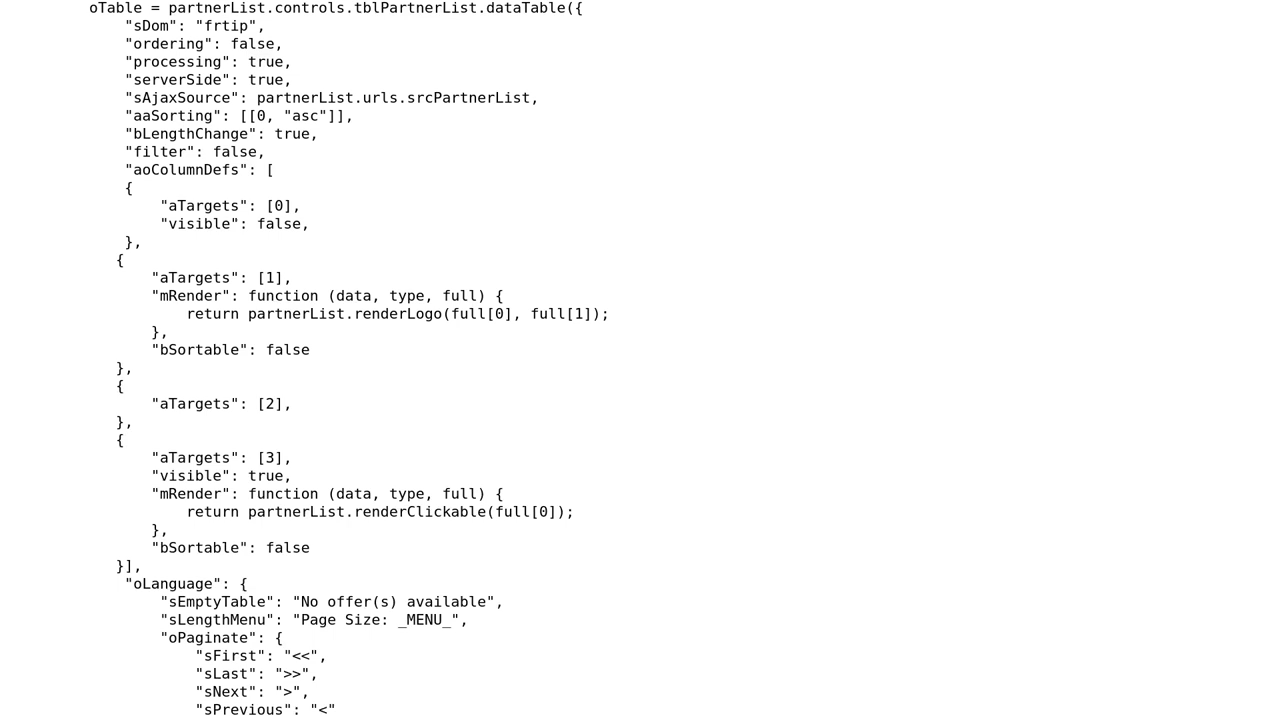 oTable = partnerList.controls.tblPartnerList.dataTable({
"sDom": "frtip",
"ordering": false,
"processing": true,
"serverSide": true,
"sAjaxSource": partnerList.urls.srcPartnerList,
"aaSorting": [[0, "asc"]],
"bLengthChange": true,
"filter": false,
"aoColumnDefs": [
{
"aTargets": [0],
"visible": false,
},
{
"aTargets": [1],
"mRender": function (data, type, full) {
return partnerList.renderLogo(full[0], full[1]);
},
"bSortable": false
},
{
"aTargets": [2],
},
{
"aTargets": [3],
"visible": true,
"mRender": function (data, type, full) {
return partnerList.renderClickable(full[0]);
},
"bSortable": false
}],
"oLanguage": {
"sEmptyTable": "No offer(s) available",
"sLengthMenu": "Page Size: _MENU_",
"oPaginate": {
"sFirst": "<<",
"sLast": ">>",
"sNext": ">",
"sPrevious": "<"